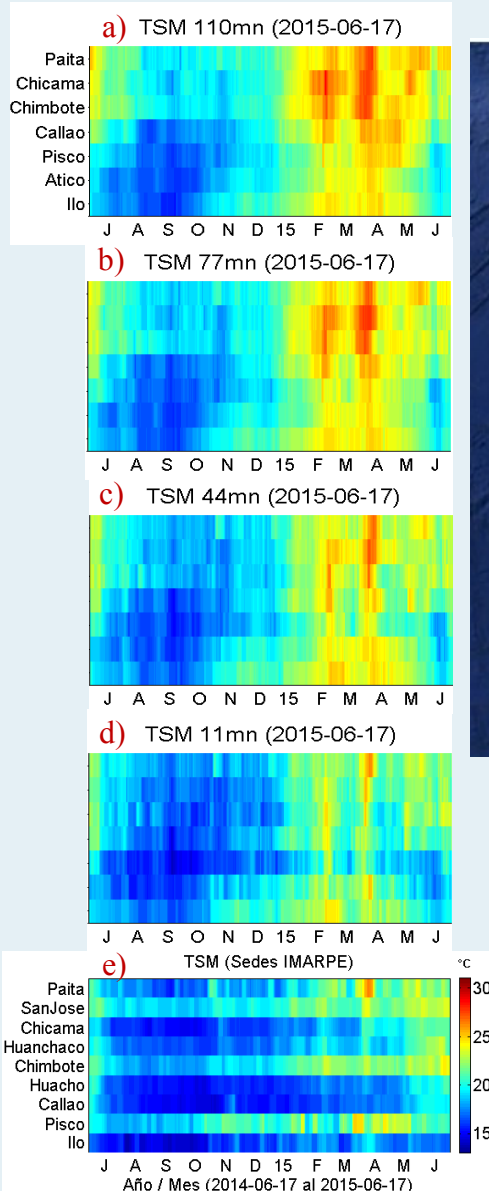 a) TSM 110mn (2015-06-17)
Paita
Chicama
Chimbote
Callao
Pisco
Atico
Ilo
J A S O N D 15 F M A M J
b) TSM 77mn (2015-06-17)
J A S O N D 15 F M A M J
c) TSM 44mn (2015-06-17)
J A S O N D 15 F M A M J
d) TSM 11mn (2015-06-17)
J A S O N D 15 F M A M J
e) TSM (Sedes IMARPE)
°C
Paita
SanJose
Chicama
Huanchaco
Chimbote
Huacho
Callao
Pisco
Ilo
30
25
20
15
J A S O N D 15 F M A M J
Año / Mes (2014-06-17 al 2015-06-17)